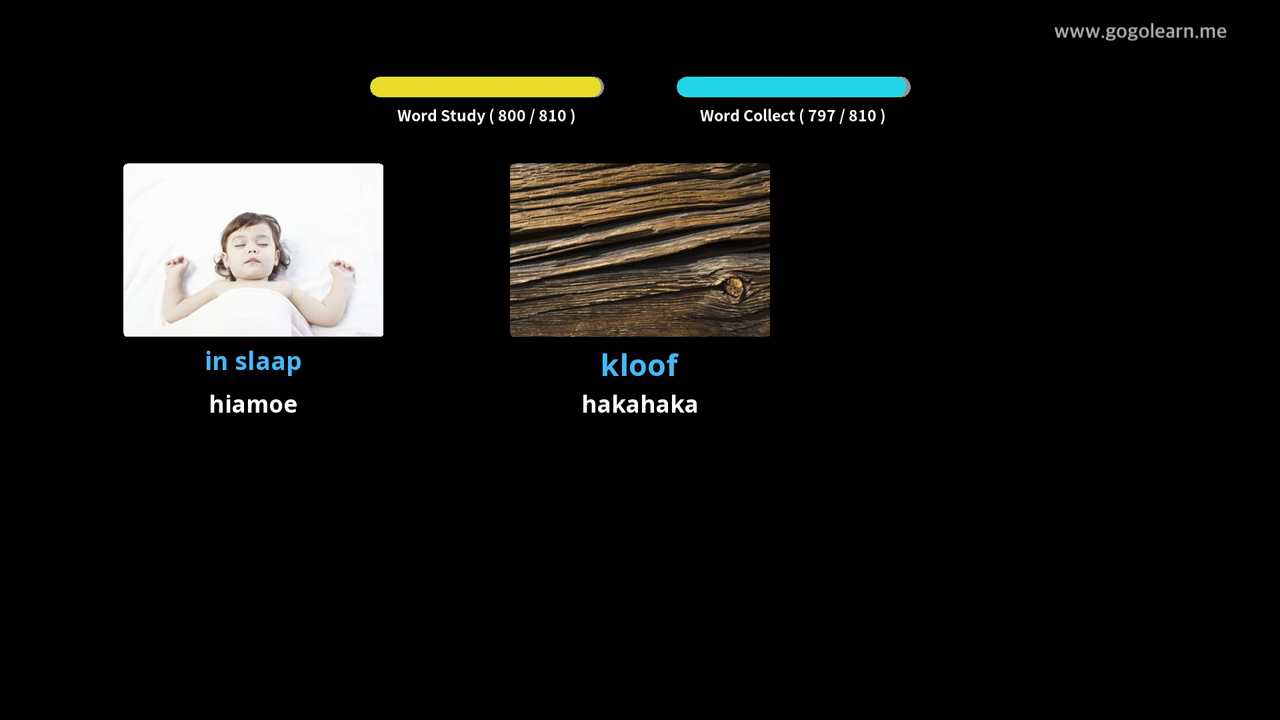 www.gogolearn.me
Word Study ( 800 / 810 )
Word Collect ( 797 / 810 )
in slaap
hiamoe
kloof
hakahaka